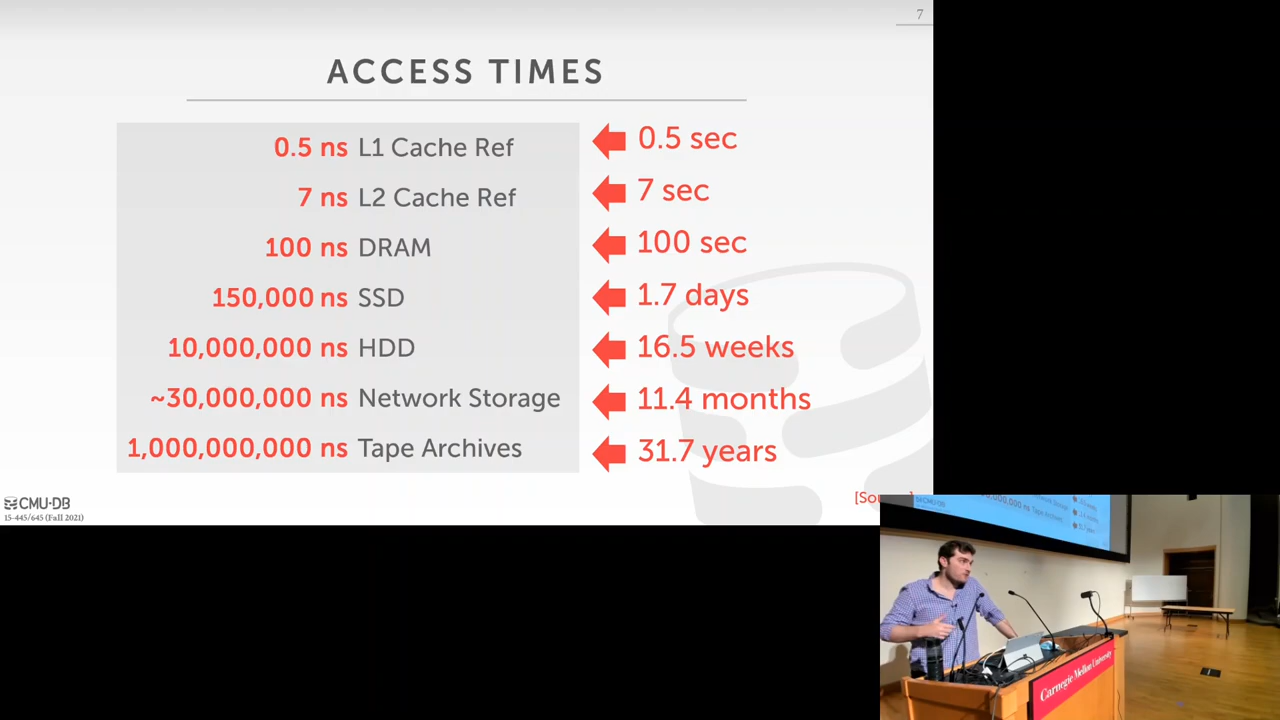 7
ACCESS TIMES
0.5 ns L1 Cache Ref 0.5 sec
7 ns L2 Cache Ref 7 sec
100 ns DRAM 100 sec
150,000 ns SSD 1.7 days
10,000,000 ns HDD 16.5 weeks
~30,000,000 ns Network Storage 11.4 months
1,000,000,000 ns Tape Archives 31.7 years
CMU·DB
15-445/645 (Fall 2021)
Tape Archives
Carnegie Mellon University